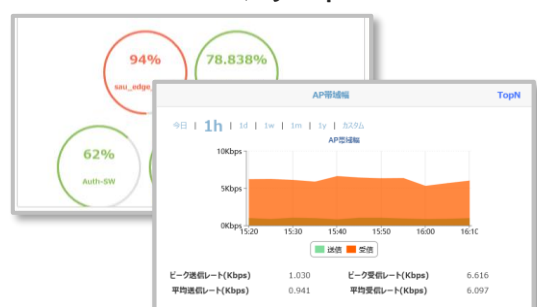 94%
78.838%
62%
Auth-SW
AP帯域幅
TopN
今日 | 1h | 1d | 1w | 1m | 1y | カスタム
AP帯域幅
10Kbps
5Kbps
0Kbps
15:20 15:30 15:40 15:50 16:00 16:10
送信 受信
ピーク送信レート(Kbps) 1.030 ピーク受信レート(Kbps) 6.616
平均送信レート(Kbps) 0.941 平均受信レート(Kbps) 6.097